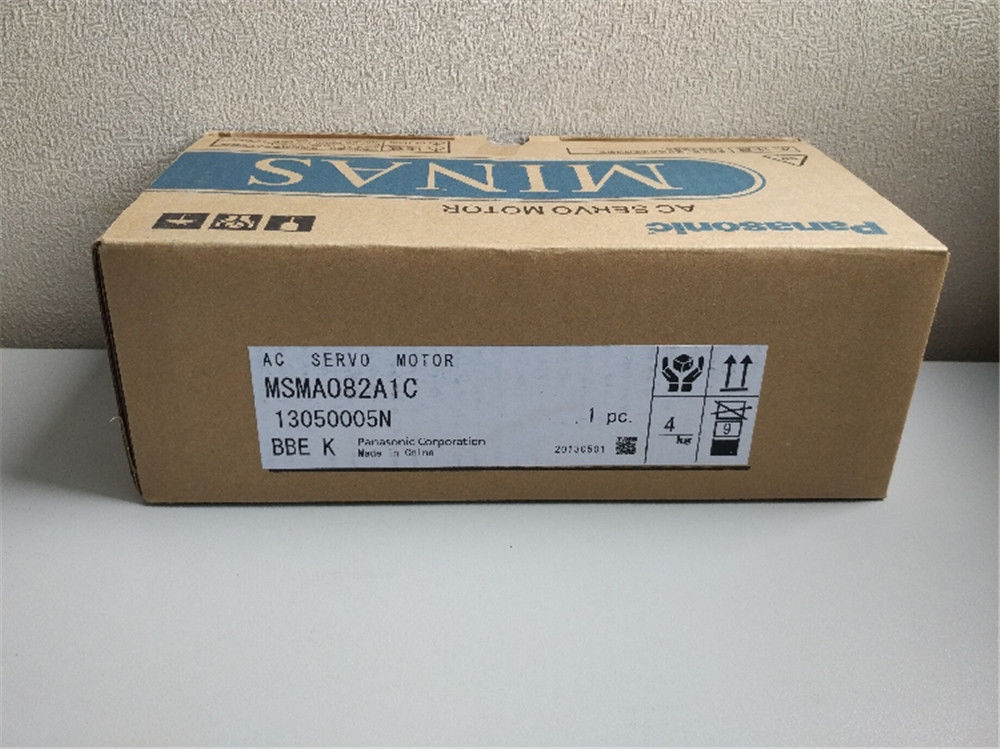 MINAS
AC SERVO MOTOR
Panasonic
AC SERVO MOTOR
MSMA082A1C
13050005N
1 pc.
BBE K
Panasonic Corporation
Made in China
20130501
4
kg
9